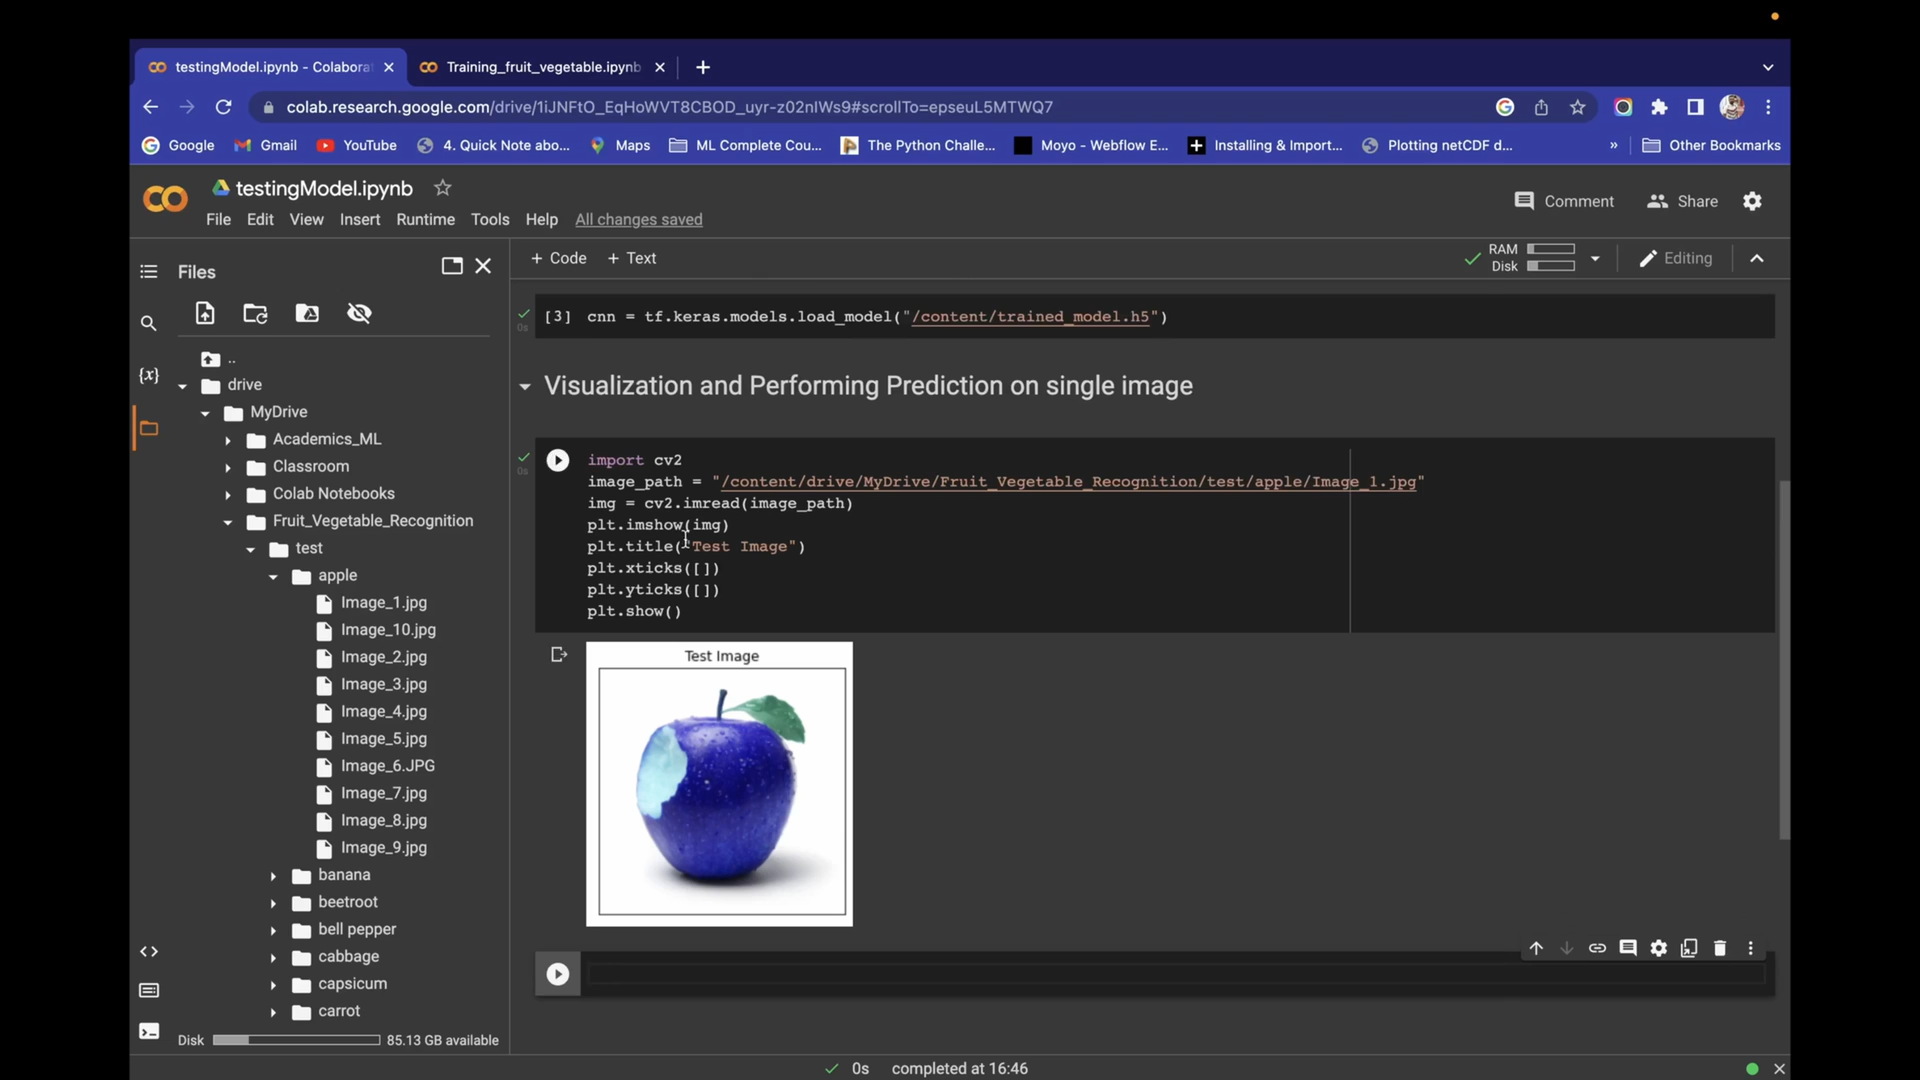 testingModel.ipynb - Colabora
Training_fruit_vegetable.ipynb
colab.research.google.com/drive/1iJNFtO_EqHoWVT8CBOD_uyr-z02nIWs9#scrollTo=epseuL5MTWQ7
Google
Gmail
YouTube
4. Quick Note abo...
Maps
ML Complete Cou...
The Python Challe...
Moyo - Webflow E...
Installing & Import...
Plotting netCDF d...
»
Other Bookmarks
testingModel.ipynb
Comment
Share
File Edit View Insert Runtime Tools Help All changes saved
Files
+ Code + Text
RAM
Disk
Editing
{x}
..
drive
MyDrive
Academics_ML
Classroom
Colab Notebooks
Fruit_Vegetable_Recognition
test
apple
Image_1.jpg
Image_10.jpg
Image_2.jpg
Image_3.jpg
Image_4.jpg
Image_5.jpg
Image_6.JPG
Image_7.jpg
Image_8.jpg
Image_9.jpg
banana
beetroot
bell pepper
cabbage
capsicum
carrot
Disk 85.13 GB available
0s
[3] cnn = tf.keras.models.load_model("/content/trained_model.h5")
Visualization and Performing Prediction on single image
0s
import cv2
image_path = "/content/drive/MyDrive/Fruit_Vegetable_Recognition/test/apple/Image_1.jpg"
img = cv2.imread(image_path)
plt.imshow(img)
plt.title("Test Image")
plt.xticks([])
plt.yticks([])
plt.show()
Test Image
0s completed at 16:46